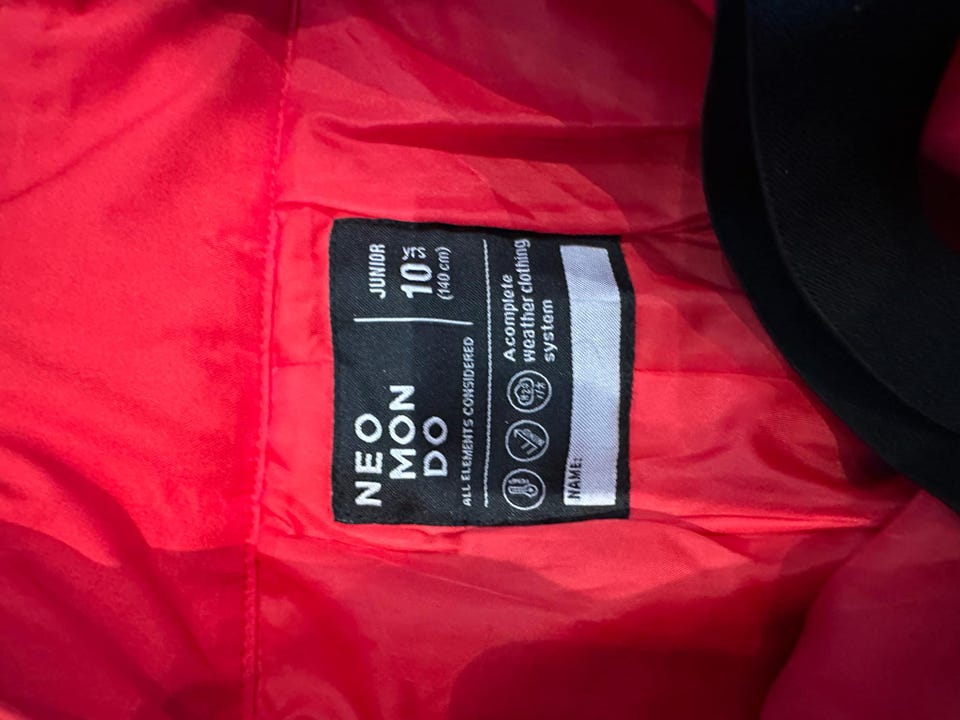 NEO
MON
DO
ALL ELEMENTS CONSIDERED
JUNIOR
10 YRS
(140 cm)
A complete
weather clothing
system
NAME: